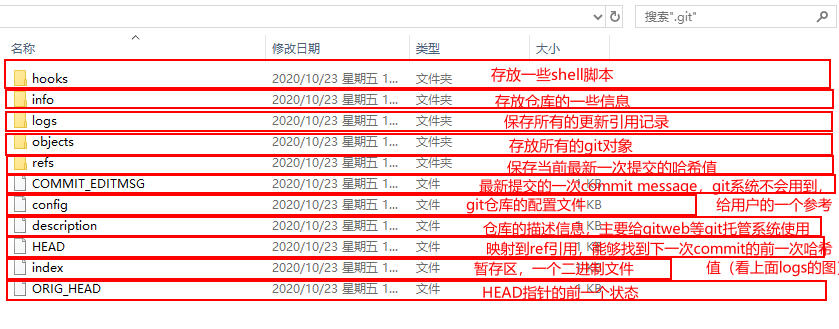 搜索".git"
名称 修改日期 类型 大小
hooks 2020/10/23 星期五 1... 文件夹 存放一些shell脚本
info 2020/10/23 星期五 1... 文件夹 存放仓库的一些信息
logs 2020/10/23 星期五 1... 文件夹 保存所有的更新引用记录
objects 2020/10/23 星期五 1... 文件夹 存放所有的git对象
refs 2020/10/23 星期五 1... 文件夹 保存当前最新一次提交的哈希值
COMMIT_EDITMSG 2020/10/23 星期五 1... 文件 1 KB 最新提交的一次commit message，git系统不会用到，
config 2020/10/23 星期五 1... 文件 1 KB git仓库的配置文件 给用户的一个参考
description 2020/10/23 星期五 1... 文件 1 KB 仓库的描述信息，主要给gitweb等git托管系统使用
HEAD 2020/10/23 星期五 1... 文件 1 KB 映射到ref引用，能够找到下一次commit的前一次哈希
index 2020/10/23 星期五 1... 文件 1 KB 暂存区，一个二进制文件 值（看上面logs的图）
ORIG_HEAD 2020/10/23 星期五 1... 文件 1 KB HEAD指针的前一个状态